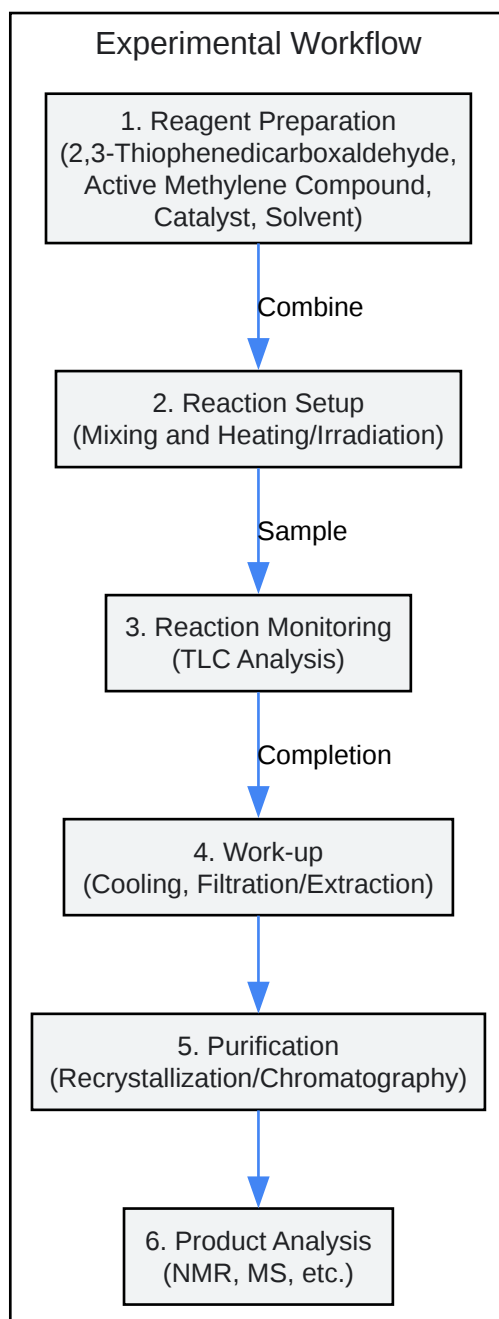 Experimental Workflow
1. Reagent Preparation
(2,3-Thiophenedicarboxaldehyde,
Active Methylene Compound,
Catalyst, Solvent)
Combine
2. Reaction Setup
(Mixing and Heating/Irradiation)
Sample
3. Reaction Monitoring
(TLC Analysis)
Completion
4. Work-up
(Cooling, Filtration/Extraction)
5. Purification
(Recrystallization/Chromatography)
6. Product Analysis
(NMR, MS, etc.)